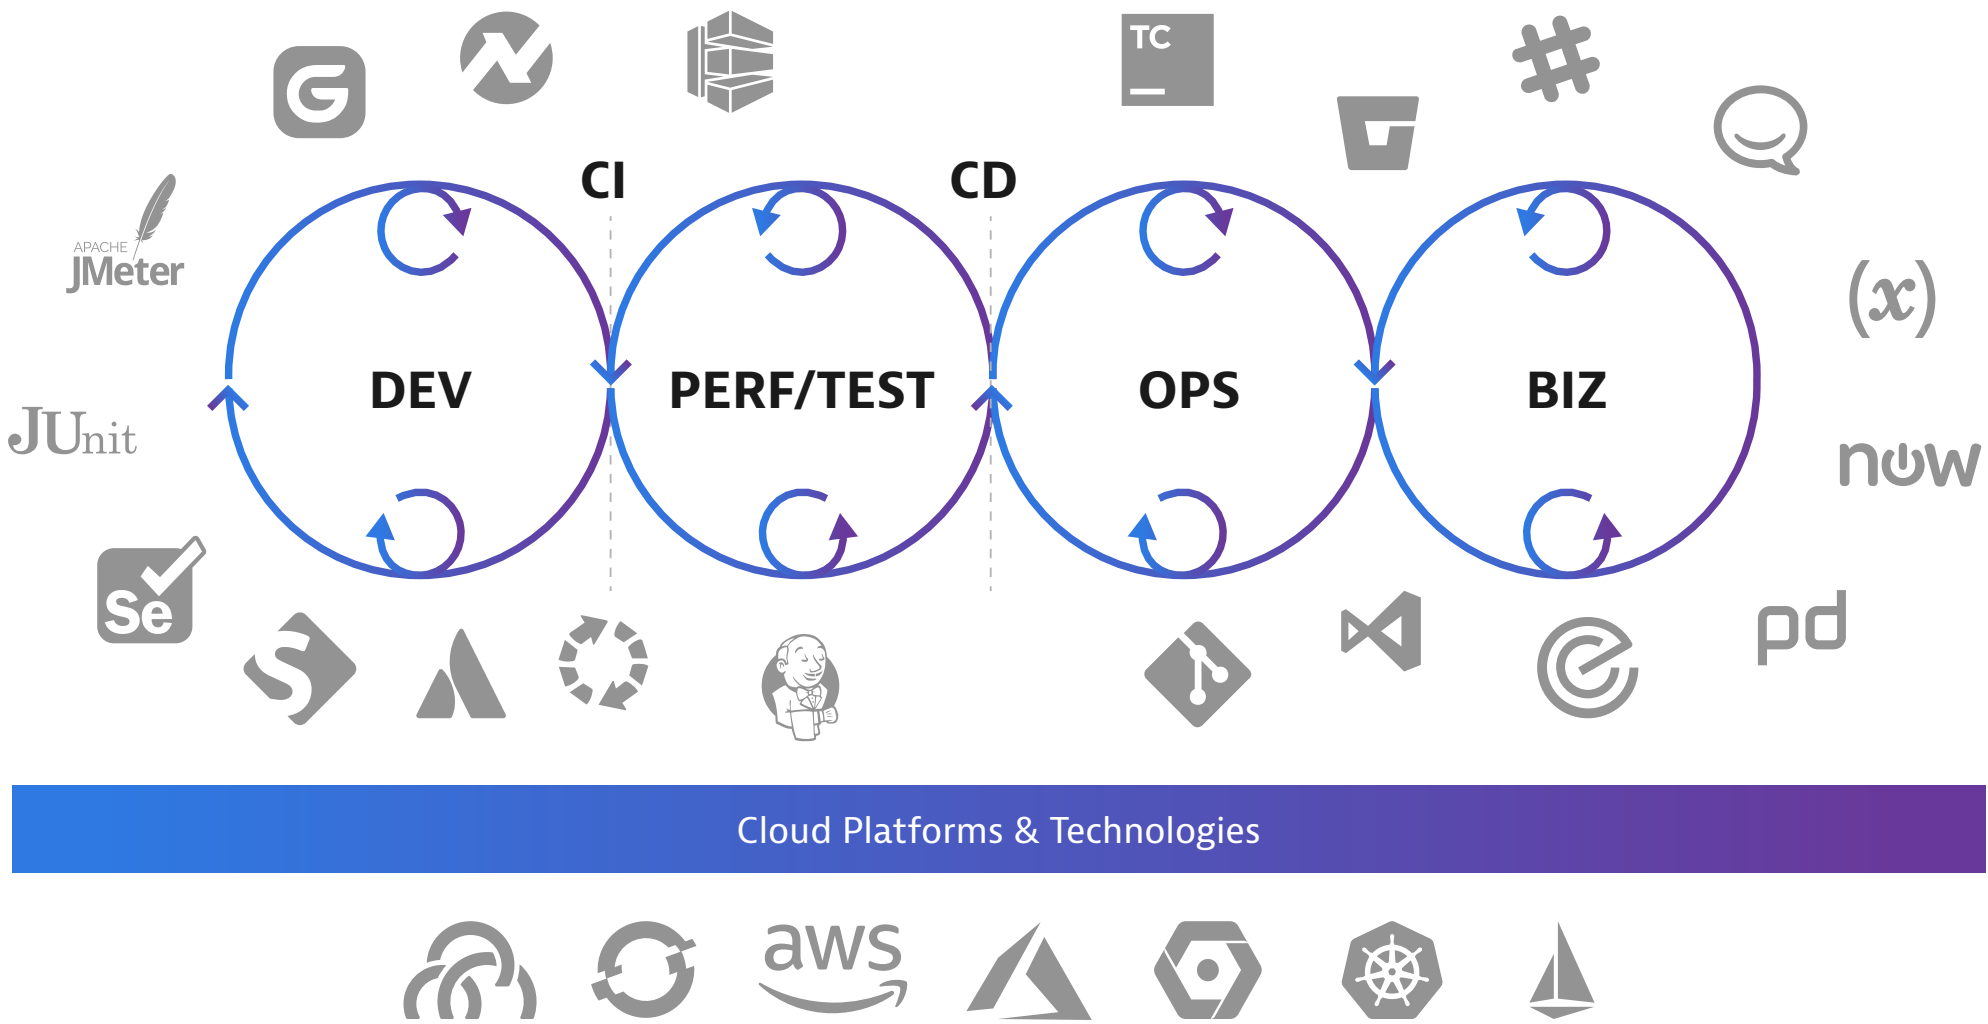 TC
CI
CD
APACHE
JMeter
(x)
DEV
PERF/TEST
OPS
BIZ
JUnit
now
Se
pd
Cloud Platforms & Technologies
aws